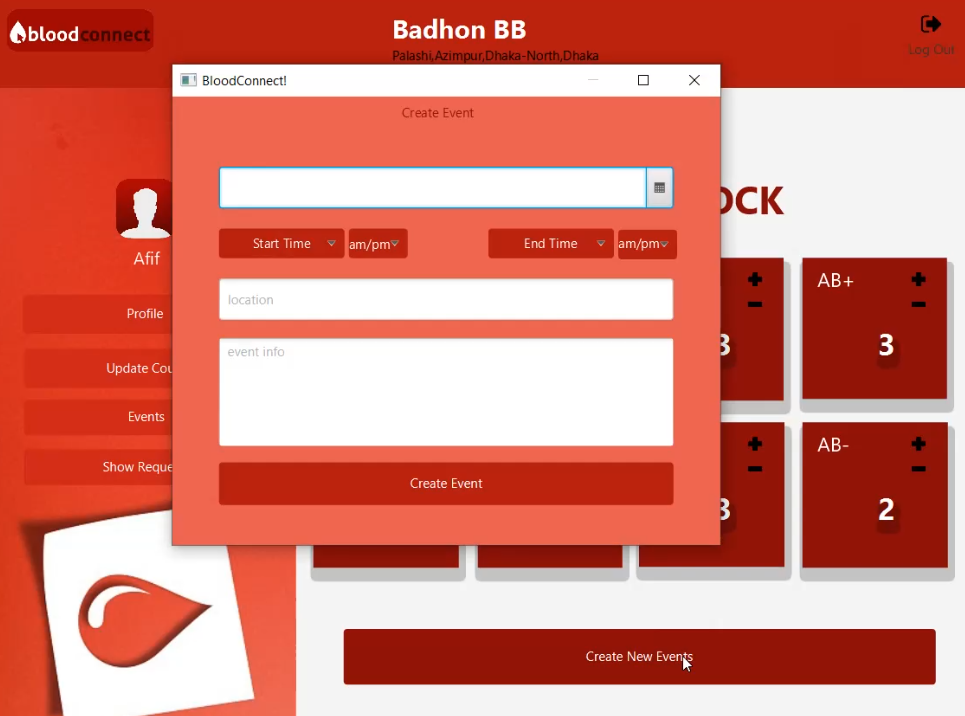 bloodconnect
Badhon BB
Palashi,Azimpur,Dhaka-North,Dhaka
Log Out
BloodConnect!
Create Event
Start Time
am/pm
End Time
am/pm
location
event info
Create Event
Afif
Profile
Update Cou
Events
Show Reque
OCK
3
AB+
3
3
AB-
2
Create New Events